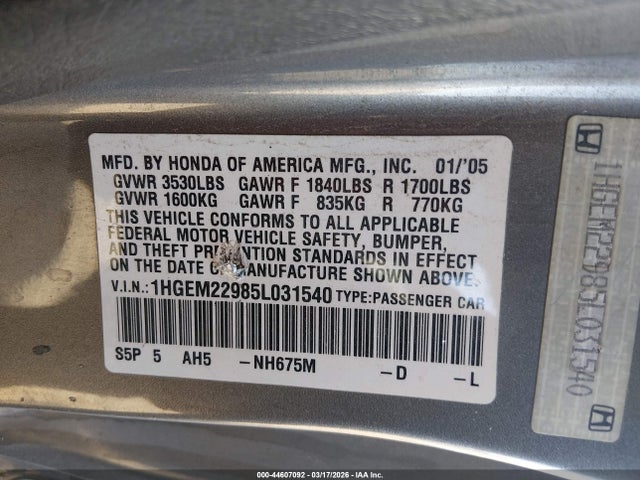 MFD. BY HONDA OF AMERICA MFG., INC. 01/'05
GVWR 3530LBS GAWR F 1840LBS R 1700LBS
GVWR 1600KG GAWR F 835KG R 770KG
THIS VEHICLE CONFORMS TO ALL APPLICABLE
FEDERAL MOTOR VEHICLE SAFETY, BUMPER,
AND THEFT PREVENTION STANDARDS IN EFFECT
ON THE DATE OF MANUFACTURE SHOWN ABOVE.
V.I.N.: 1HGEM22985L031540 TYPE:PASSENGER CAR
S5P 5 AH5 -NH675M -D -L
1HGEM22985L031540
000-44607092 - 03/17/2026 - IAA Inc.